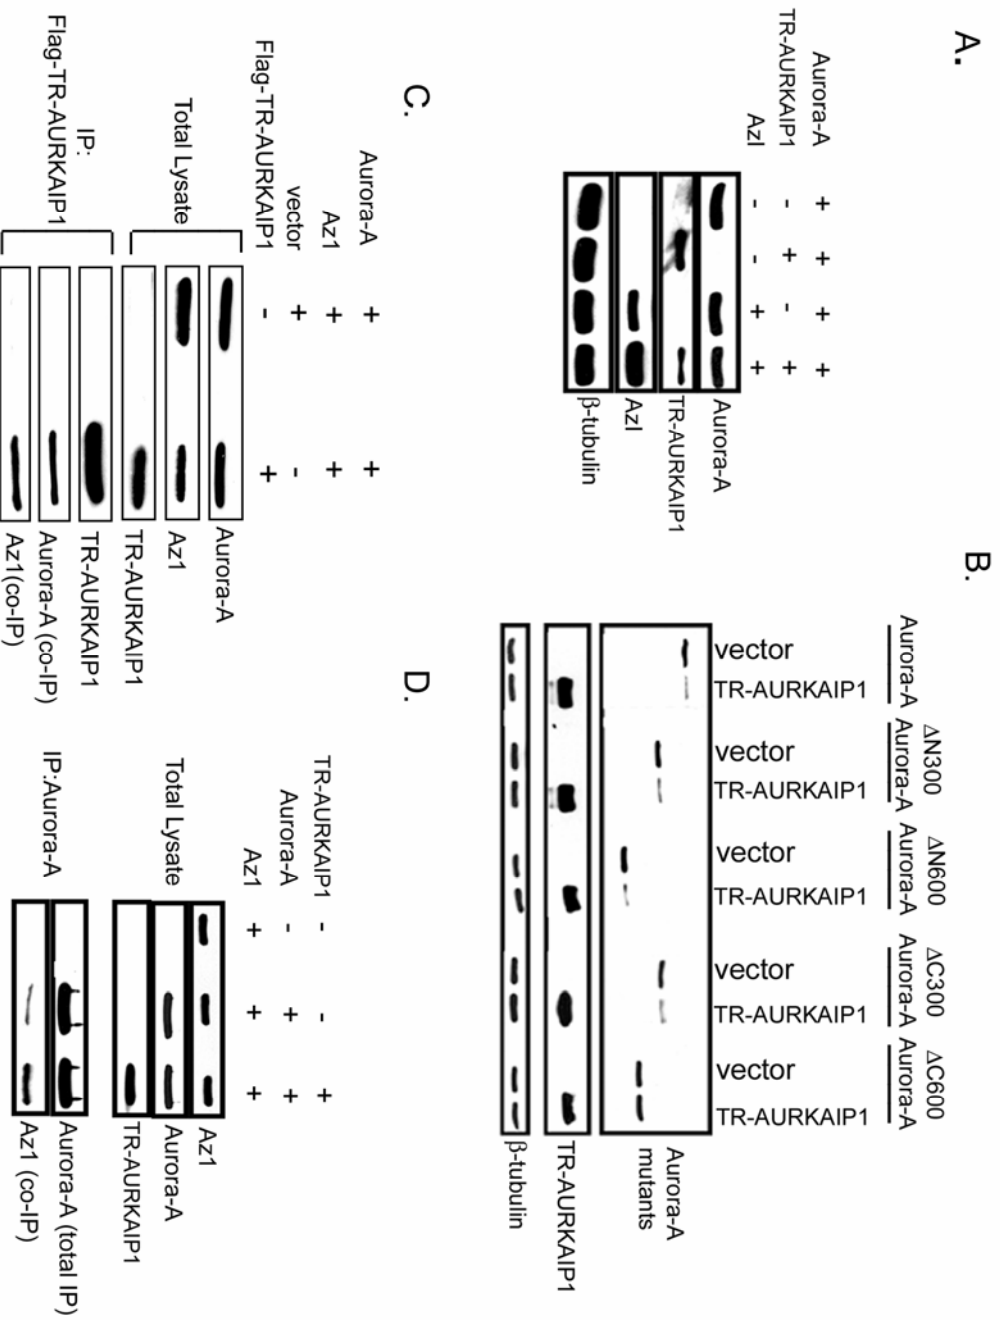 A.
Aurora-A + + + +
TR-AURKAIP1 - + - +
AzI - - + +
Aurora-A
TR-AURKAIP1
AzI
β-tubulin
B.
ΔN300 ΔN600 ΔC300 ΔC600
Aurora-A Aurora-A Aurora-A Aurora-A Aurora-A
vector TR-AURKAIP1 vector TR-AURKAIP1 vector TR-AURKAIP1 vector TR-AURKAIP1 vector TR-AURKAIP1
Aurora-A
mutants
TR-AURKAIP1
β-tubulin
C.
Aurora-A + +
Az1 + +
vector + -
Flag-TR-AURKAIP1 - +
Total Lysate
Aurora-A
Az1
TR-AURKAIP1
IP:
Flag-TR-AURKAIP1
TR-AURKAIP1
Aurora-A (co-IP)
Az1(co-IP)
D.
TR-AURKAIP1 - - +
Aurora-A - + +
Az1 + + +
Total Lysate
Az1
Aurora-A
TR-AURKAIP1
IP:Aurora-A
Aurora-A (total IP)
Az1 (co-IP)